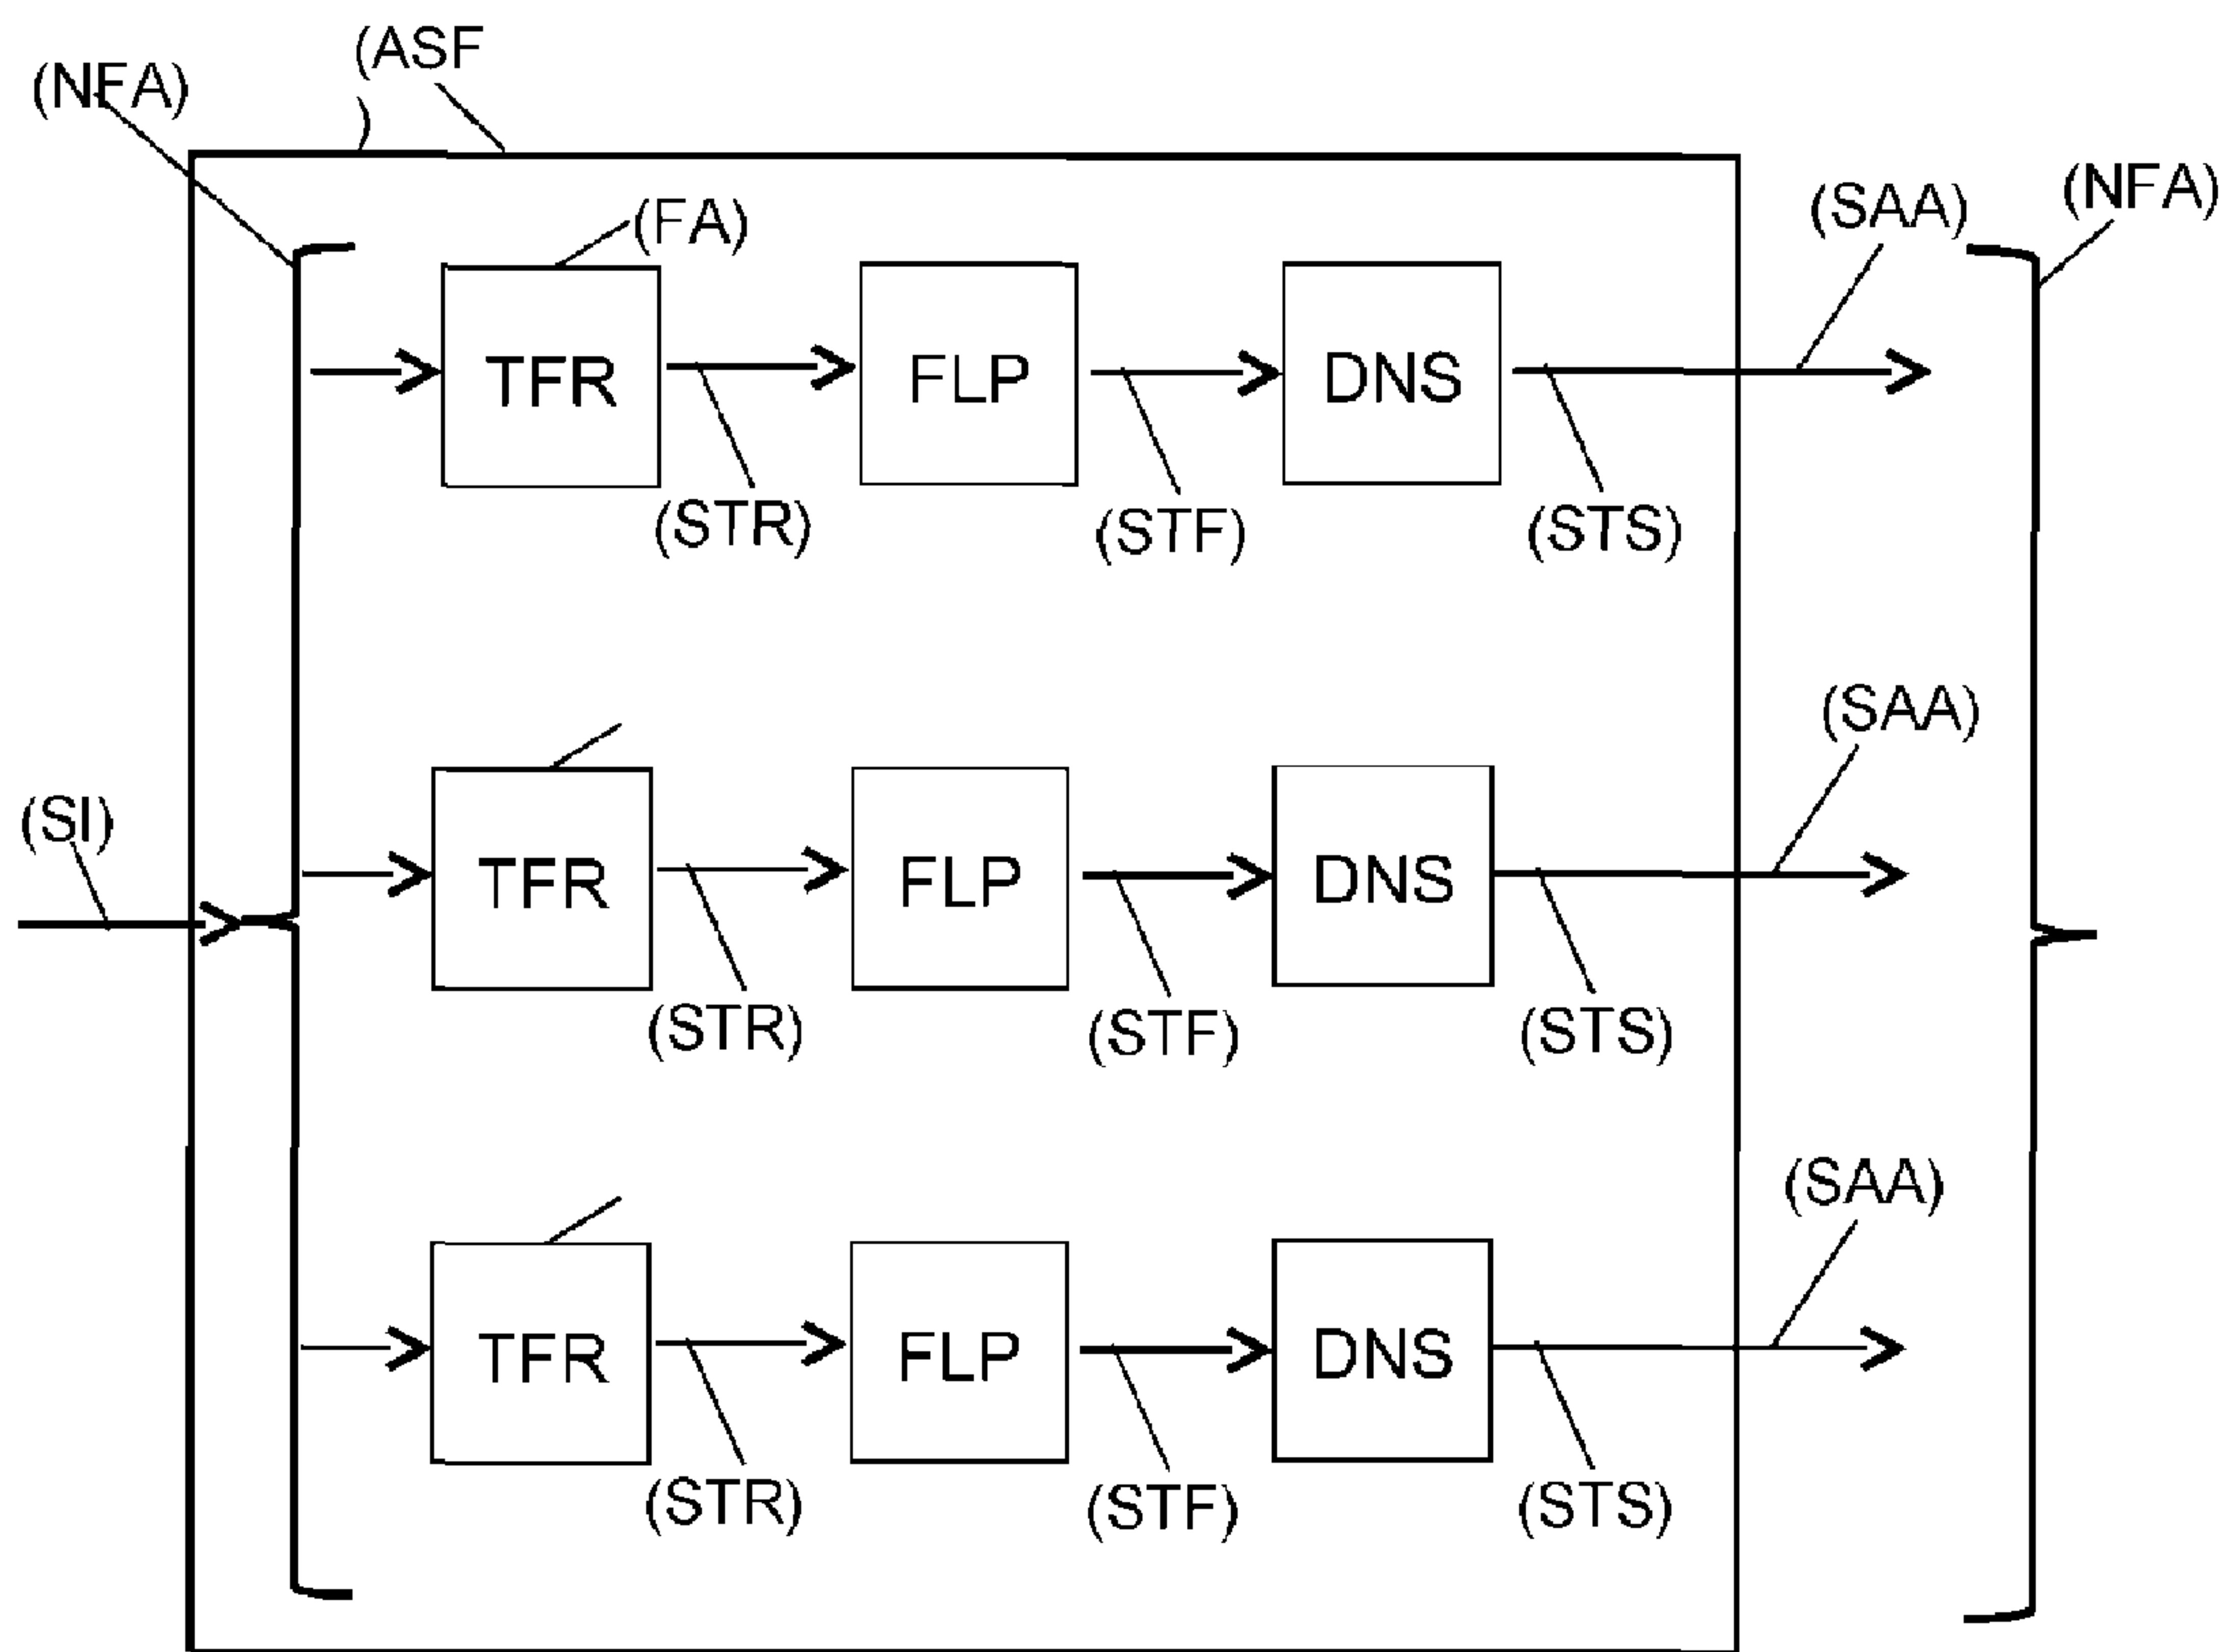 (ASF
)
(NFA)
(NFA)
(SAA)
(FA)
TFR
FLP
DNS
(STR)
(STF)
(STS)
(SAA)
(SI)
TFR
FLP
DNS
(STR)
(STF)
(STS)
(SAA)
TFR
FLP
DNS
(STR)
(STF)
(STS)